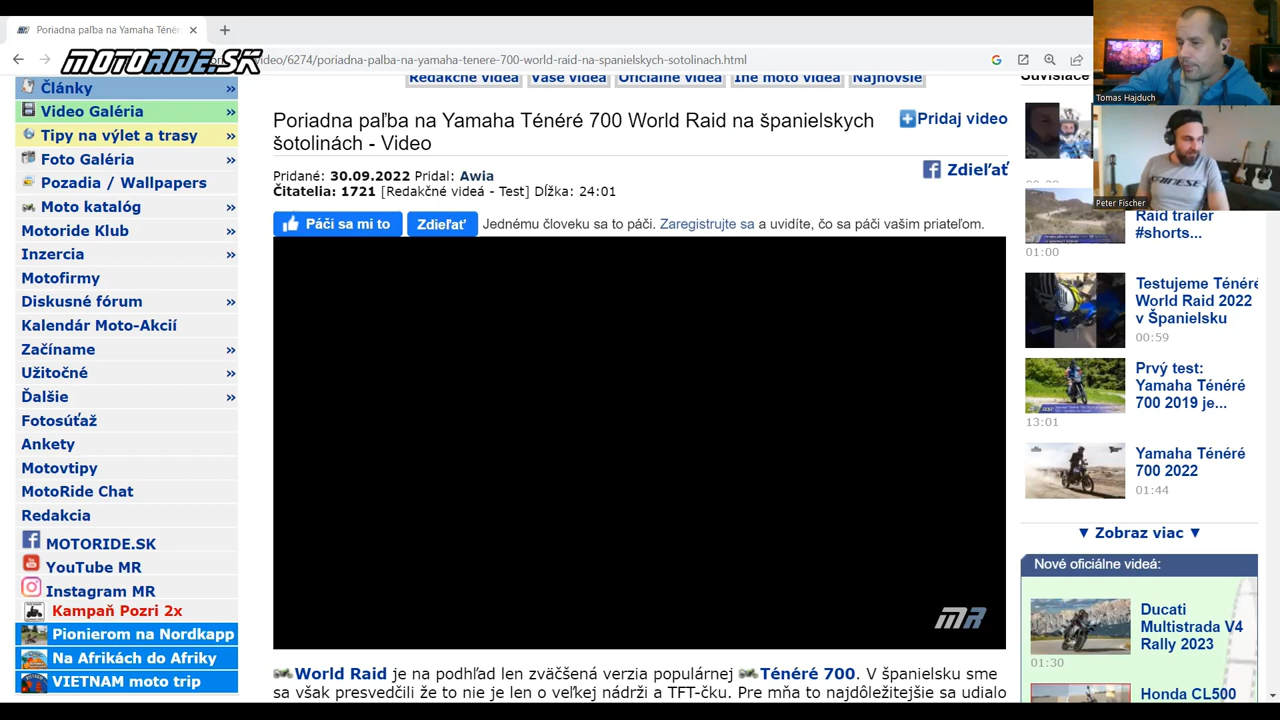 Poriadna paľba na Yamaha Ténér
MOTORIDE.SK
video/6274/poriadna-palba-na-yamaha-tenere-700-world-raid-na-spanielskych-sotolinach.html
Tomas Hajduch
Peter Fischer
GAINESE.
Články »
Video Galéria »
Tipy na výlet a trasy »
Foto Galéria »
Pozadia / Wallpapers
Moto katalóg »
Motoride Klub »
Inzercia »
Motofirmy
Diskusné fórum »
Kalendár Moto-Akcií
Začíname »
Užitočné »
Ďalšie »
Fotosúťaž
Ankety
Motovtipy
MotoRide Chat
Redakcia
MOTORIDE.SK
YouTube MR
Instagram MR
Kampaň Pozri 2x
Pionierom na Nordkapp
Na Afrikách do Afriky
VIETNAM moto trip
Redakčné videá
Vaše videá
Oficiálne videá
Iné moto videá
Najnovšie
Poriadna paľba na Yamaha Ténéré 700 World Raid na španielskych
šotolinách - Video
Pridaj video
Pridané: 30.09.2022 Pridal: Awia
Čitatelia: 1721 [Redakčné videá - Test] Dĺžka: 24:01
Zdieľať
Páči sa mi to
Zdieľať
Jednému človeku sa to páči. Zaregistrujte sa a uvidíte, čo sa páči vašim priateľom.
MR
World Raid je na podhľad len zväčšená verzia populárnej Ténéré 700. V španielsku sme
sa však presvedčili že to nie je len o veľkej nádrži a TFT-čku. Pre mňa to najdôležitejšie sa udialo
Súvisiace
Raid trailer
#shorts...
01:00
Testujeme Ténéré
World Raid 2022
v Španielsku
00:59
Prvý test:
Yamaha Ténéré
700 2019 je...
13:01
Yamaha Ténéré
700 2022
01:44
▼ Zobraz viac ▼
Nové oficiálne videá:
Ducati
Multistrada V4
Rally 2023
01:30
Honda CL500